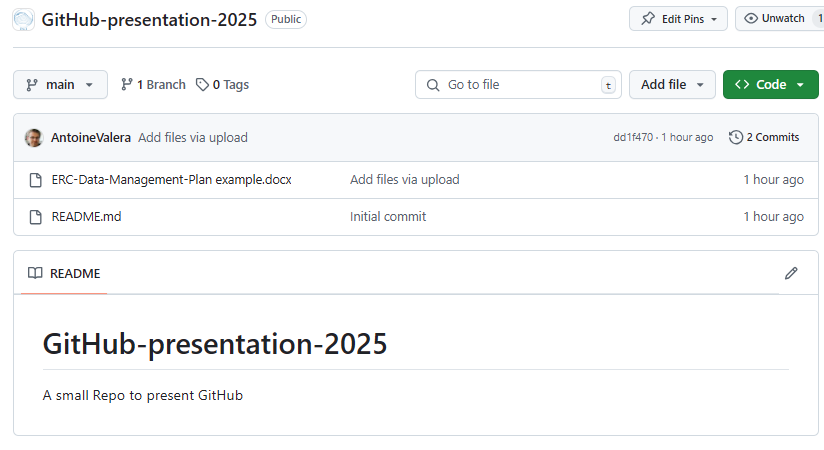 GitHub-presentation-2025 Public Edit Pins Unwatch 1
main 1 Branch 0 Tags Go to file t Add file Code
AntoineValera Add files via upload dd1f470 · 1 hour ago 2 Commits
ERC-Data-Management-Plan example.docx Add files via upload 1 hour ago
README.md Initial commit 1 hour ago
README
GitHub-presentation-2025
A small Repo to present GitHub